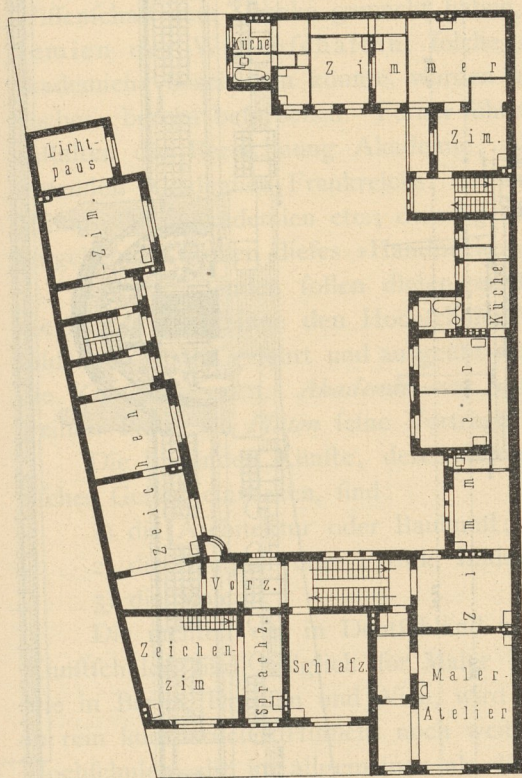 Küche
Zimmer
Zim.
Licht-
paus
Zeichen-Zim.
Küche
Zimmer
Vorz.
Zeichen-
zim
Sprachz.
Schlafz.
Maler-
Atelier